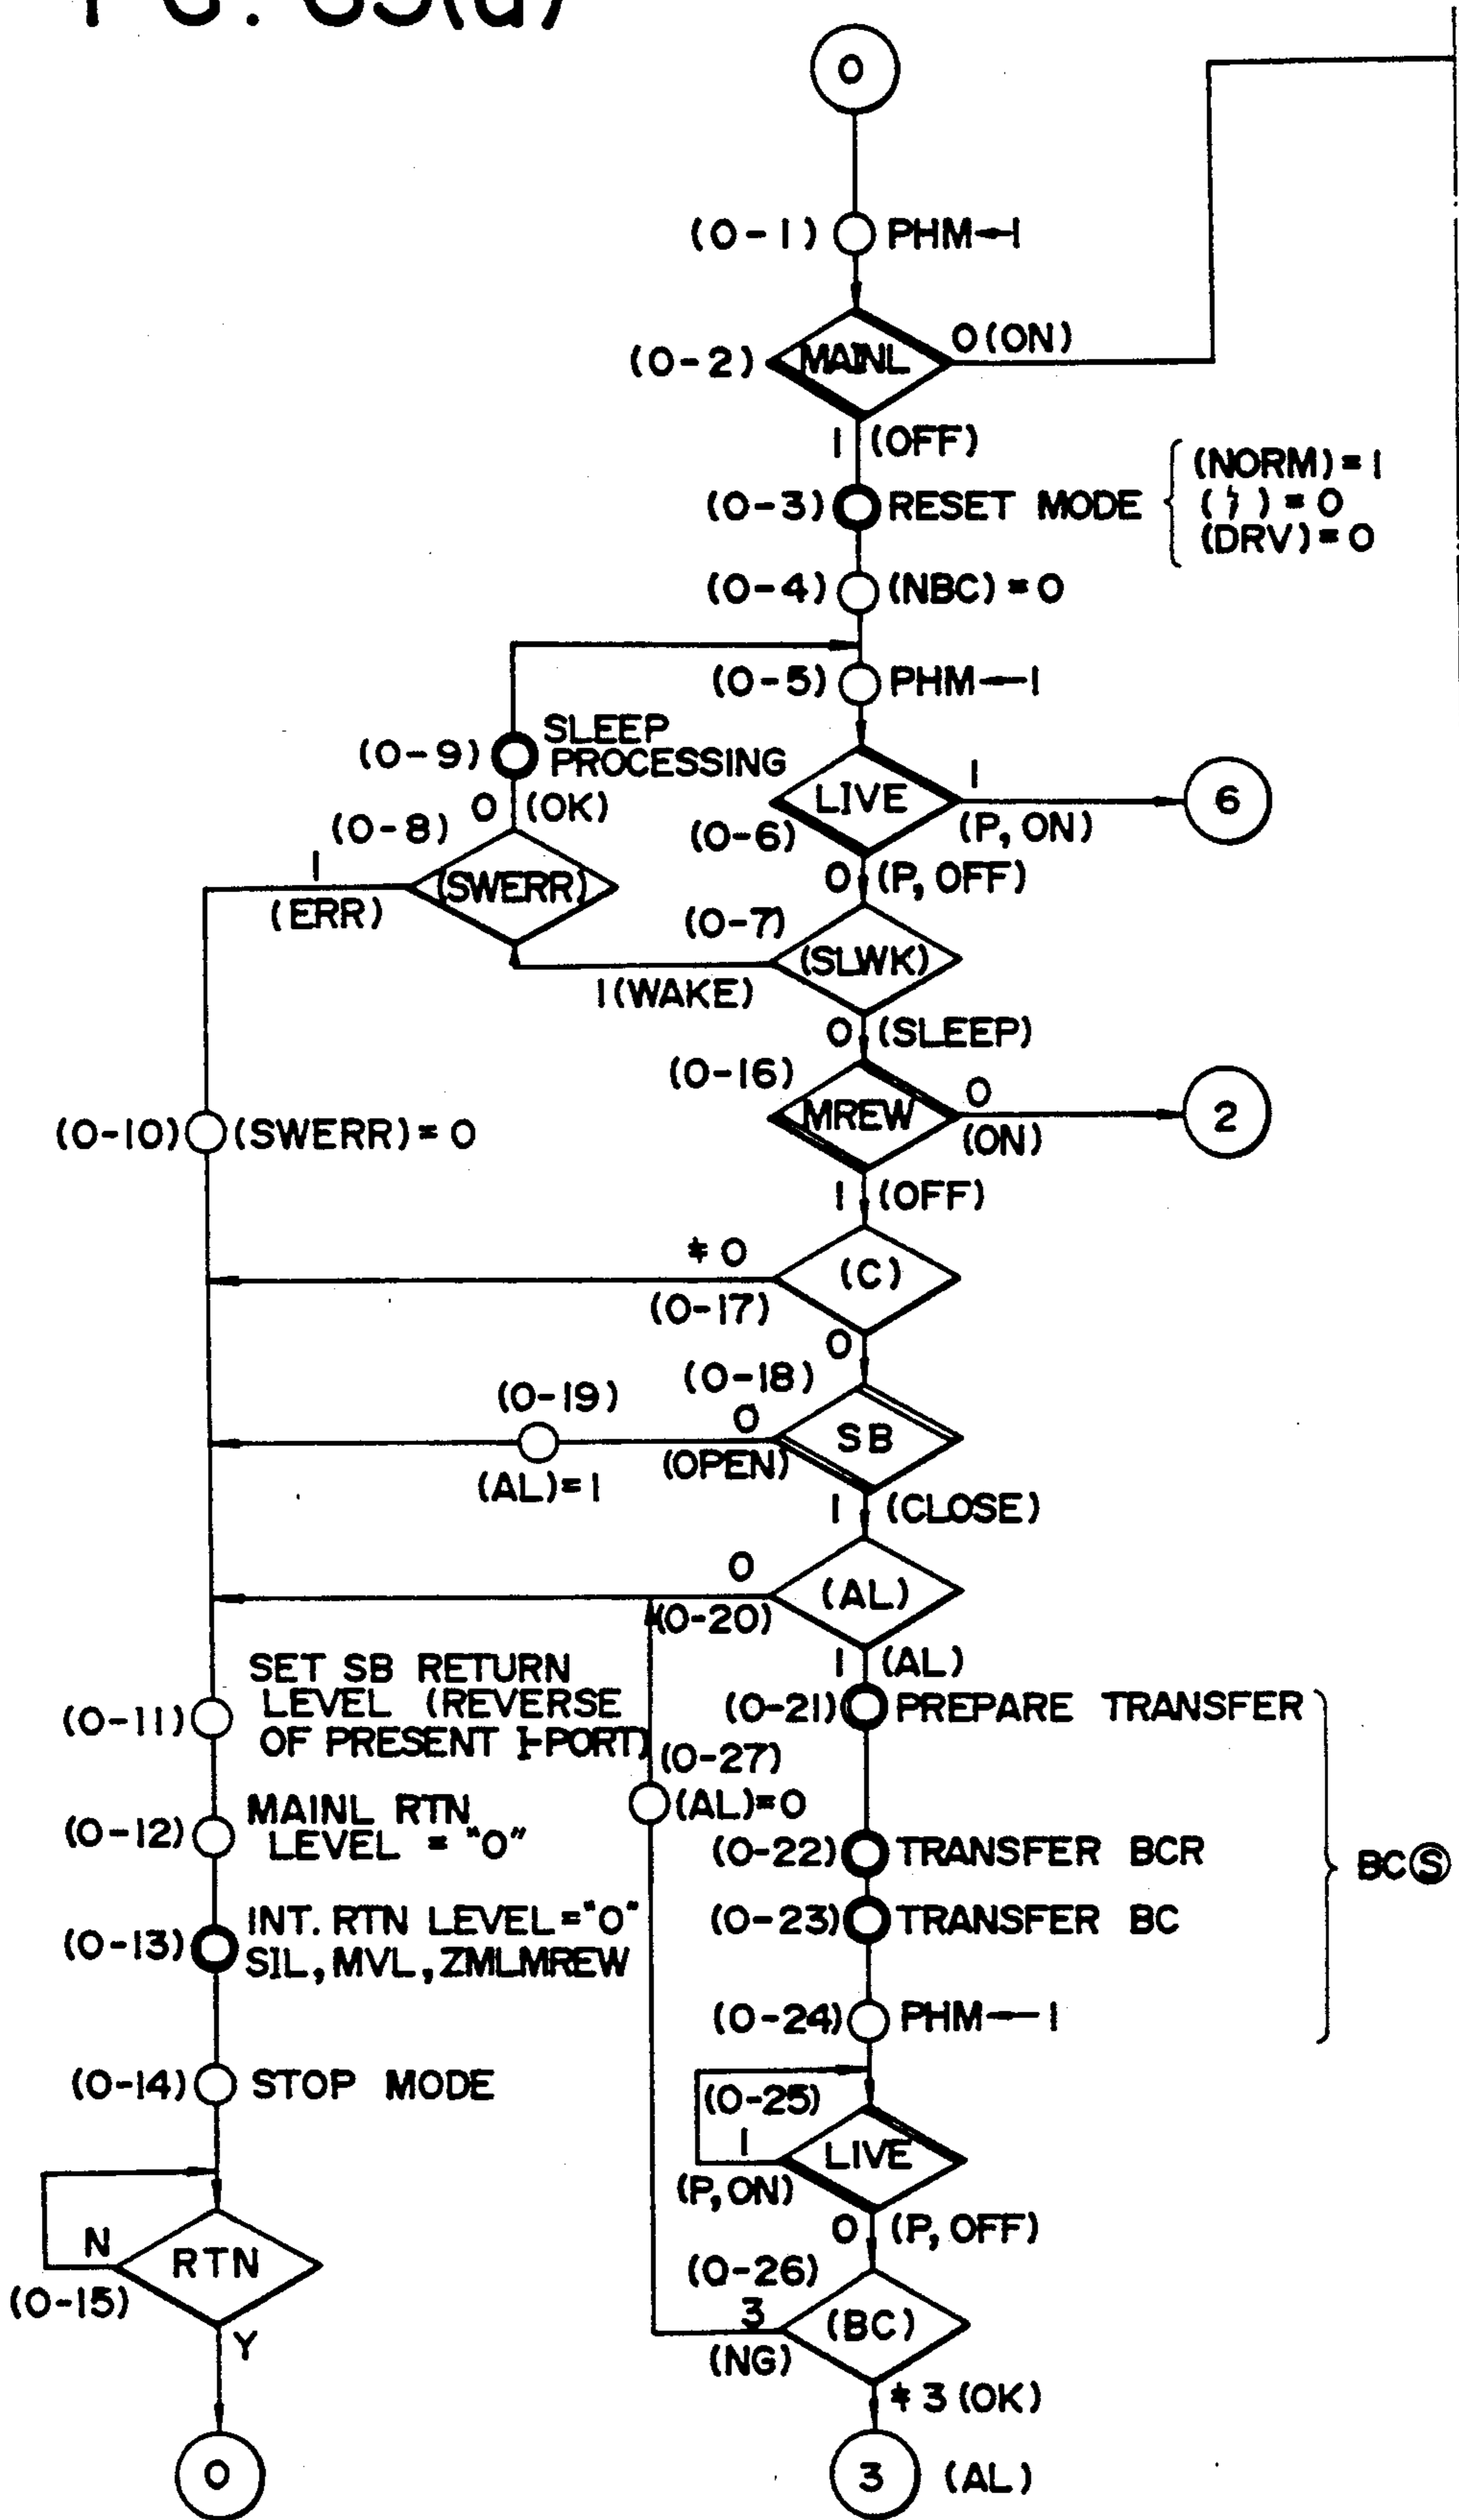 0
(0-1) PHM←1
(0-2) MAINL 0(ON)
1 (OFF)
(0-3) RESET MODE
(NORM)=1
(DRV)=0
(0-4) (NBC)=0
(0-5) PHM←1
(0-9) SLEEP
PROCESSING
LIVE 1
6
(0-6) (P,ON)
0 (OK)
(0-8)
1
(SWERR)
(ERR)
0 (P,OFF)
(0-7)
(SLWK)
1(WAKE)
0 (SLEEP)
(0-16)
MREW 0
2
(ON)
(0-10) (SWERR)=0
1 (OFF)
≠0
(C)
(0-17)
0
(0-18)
(0-19)
0
SB
(OPEN)
(AL)=1
1 (CLOSE)
0
(AL)
(0-20)
1 (AL)
SET SB RETURN
(0-11) LEVEL (REVERSE
OF PRESENT I-PORT)
(0-21) PREPARE TRANSFER
(0-27)
(AL)=0
(0-12) MAINL RTN
LEVEL = "0"
(0-22) TRANSFER BCR
BCⓈ
(0-13) INT. RTN LEVEL="0"
SIL,MVL,ZMLMREW
(0-23) TRANSFER BC
(0-24) PHM←1
(0-14) STOP MODE
(0-25)
1
LIVE
(P,ON)
0 (P,OFF)
N
RTN
(0-15)
Y
(0-26)
3
(BC)
(NG)
≠3(OK)
0
3 (AL)